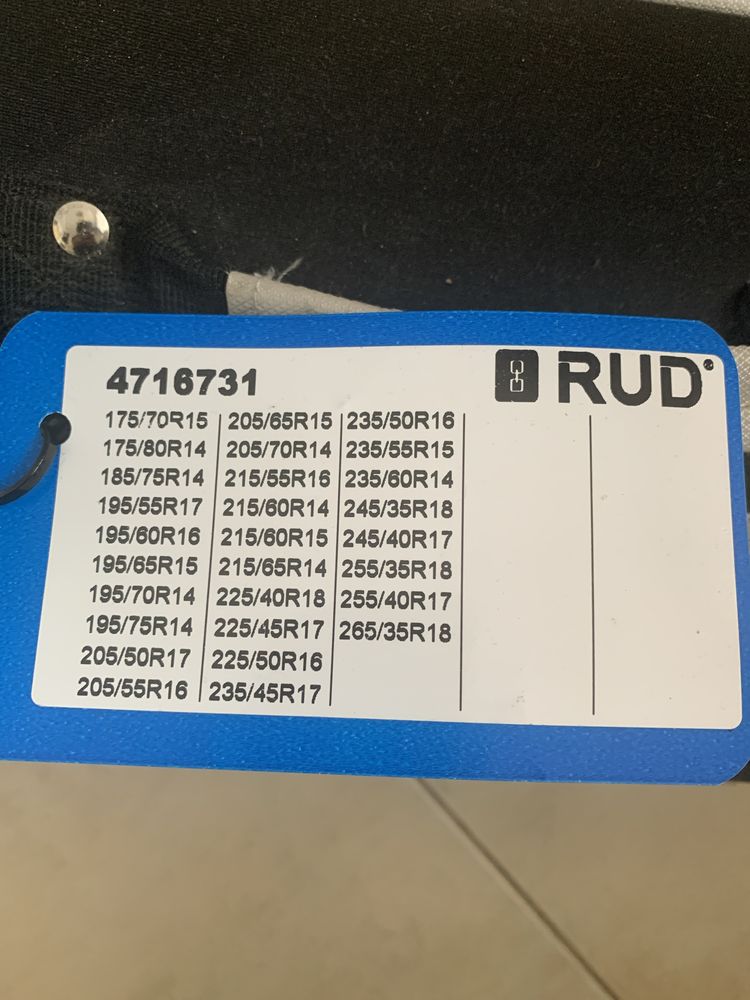 4716731
RUD
175/70R15 205/65R15 235/50R16
175/80R14 205/70R14 235/55R15
185/75R14 215/55R16 235/60R14
195/55R17 215/60R14 245/35R18
195/60R16 215/60R15 245/40R17
195/65R15 215/65R14 255/35R18
195/70R14 225/40R18 255/40R17
195/75R14 225/45R17 265/35R18
205/50R17 225/50R16
205/55R16 235/45R17